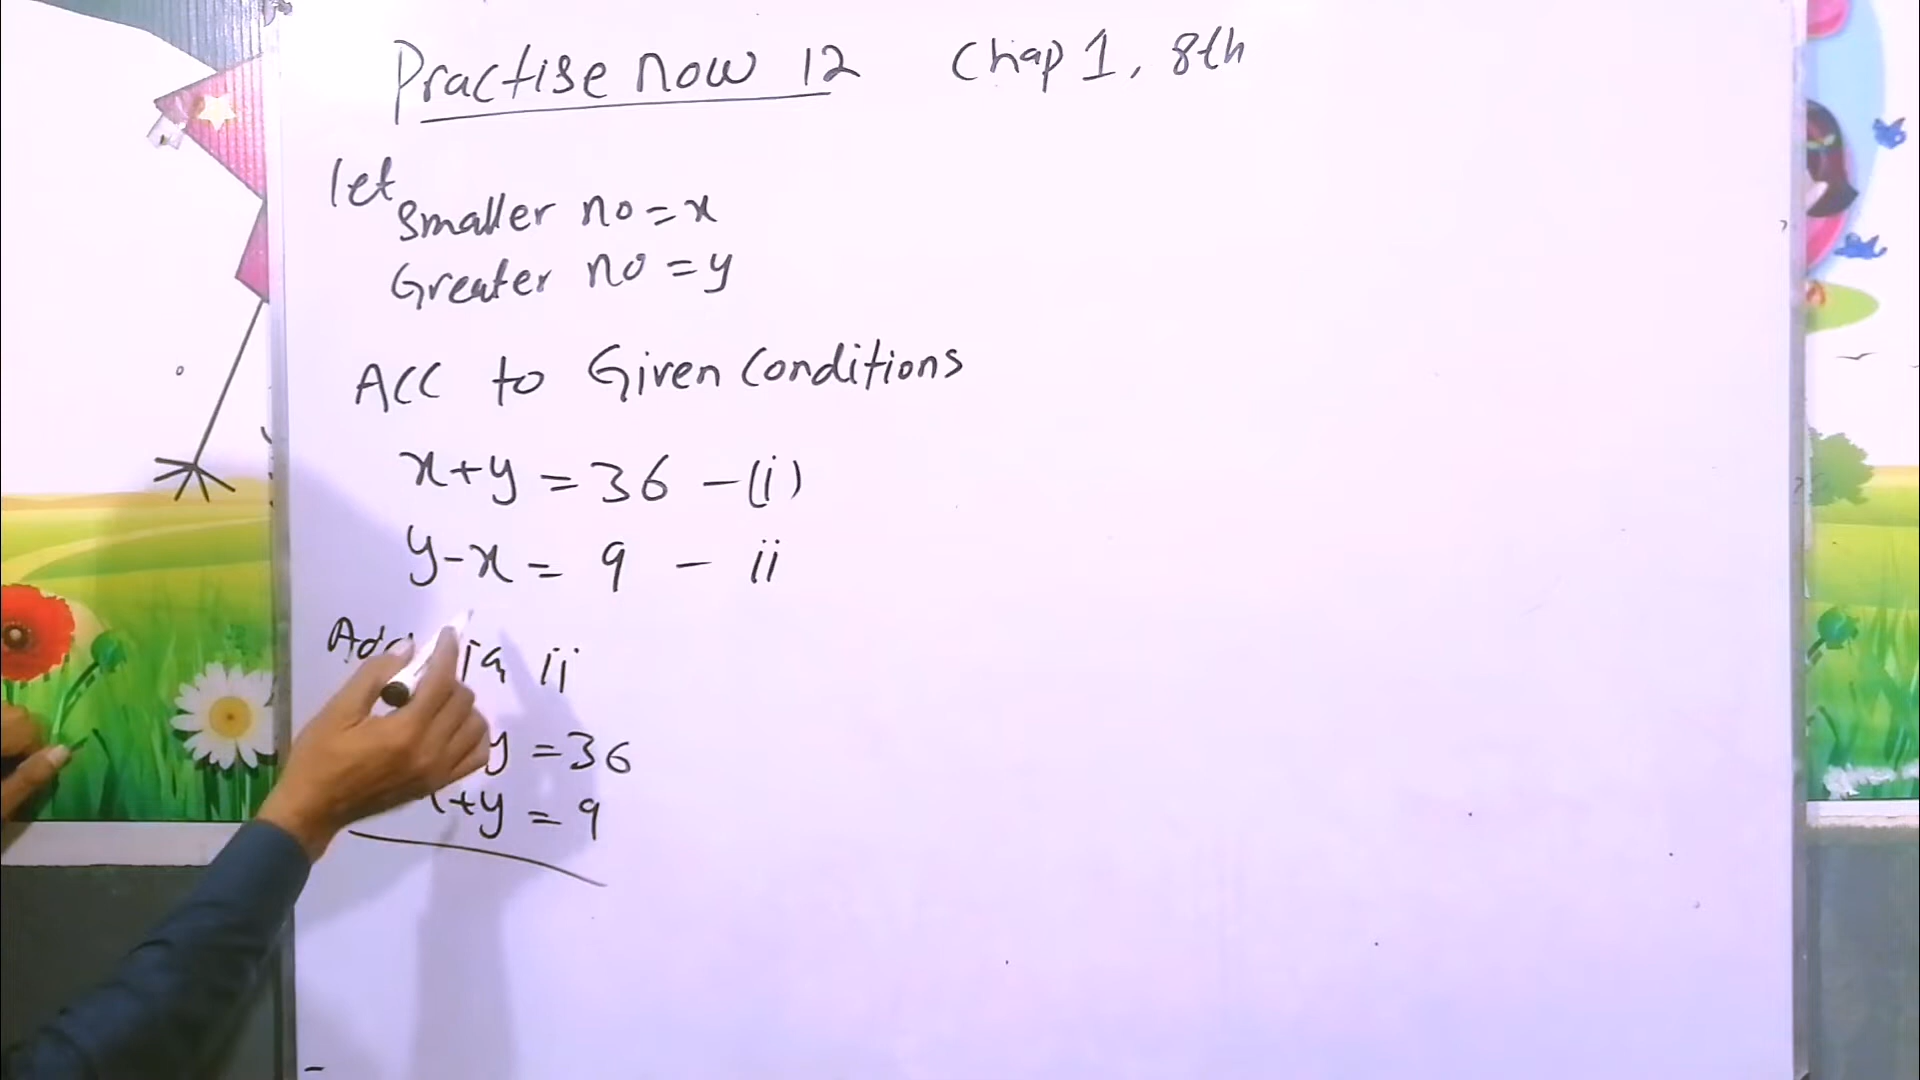 Practise now 12 Chap 1, 8th
let
Smaller no = x
Greater no = y
ACC to Given Conditions
x+y = 36 - (i)
y-x = 9 - ii
ii
y = 36
x+y = 9